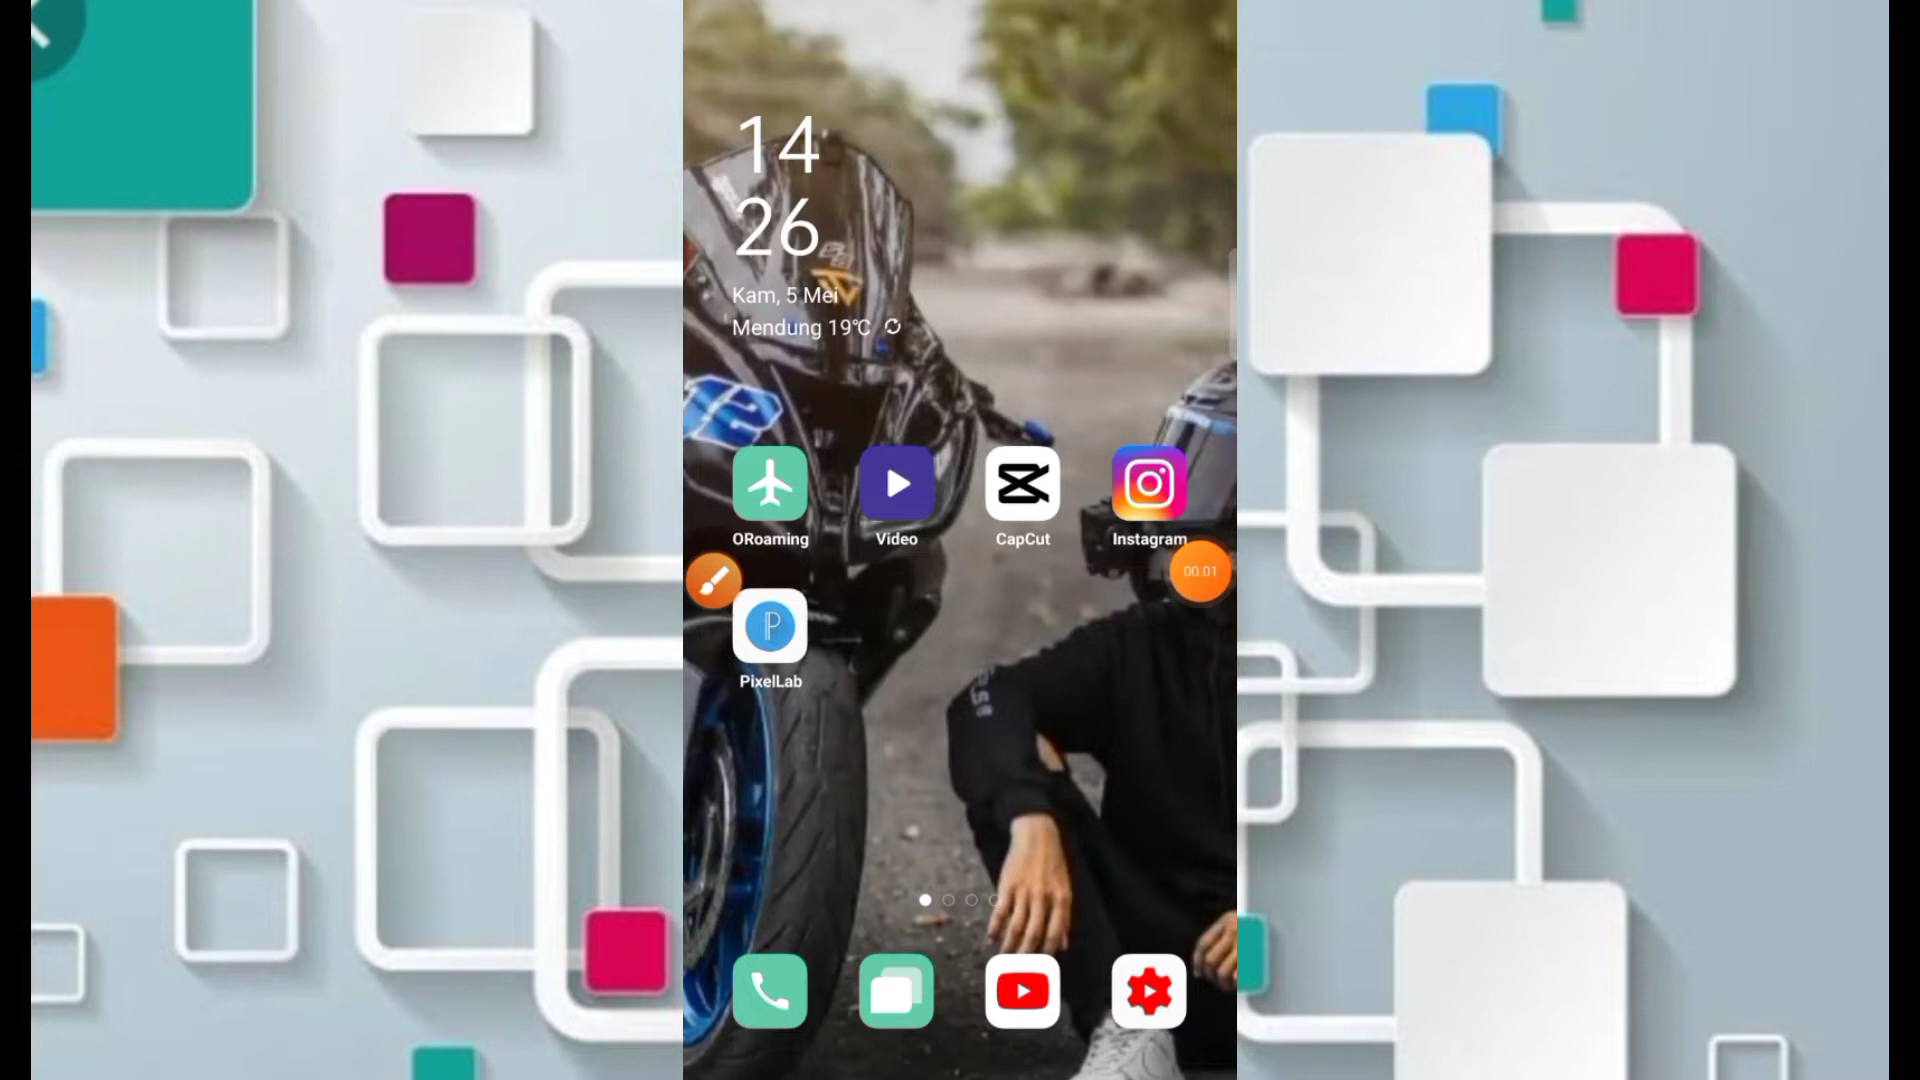 14
26
Kam, 5 Mei
Mendung 19℃
ORoaming
Video
CapCut
Instagram
00.01
PixelLab